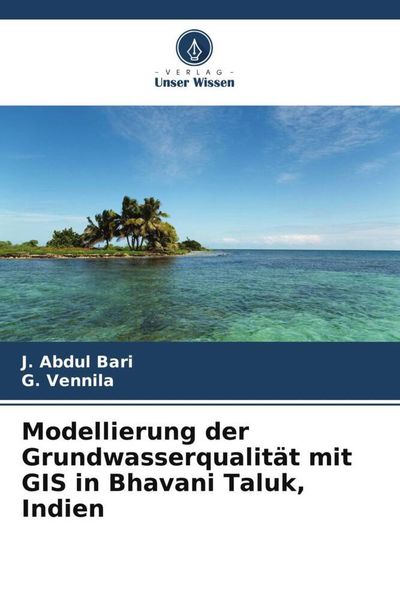 - VERLAG -
Unser Wissen
J. Abdul Bari
G. Vennila
Modellierung der
Grundwasserqualität mit
GIS in Bhavani Taluk,
Indien